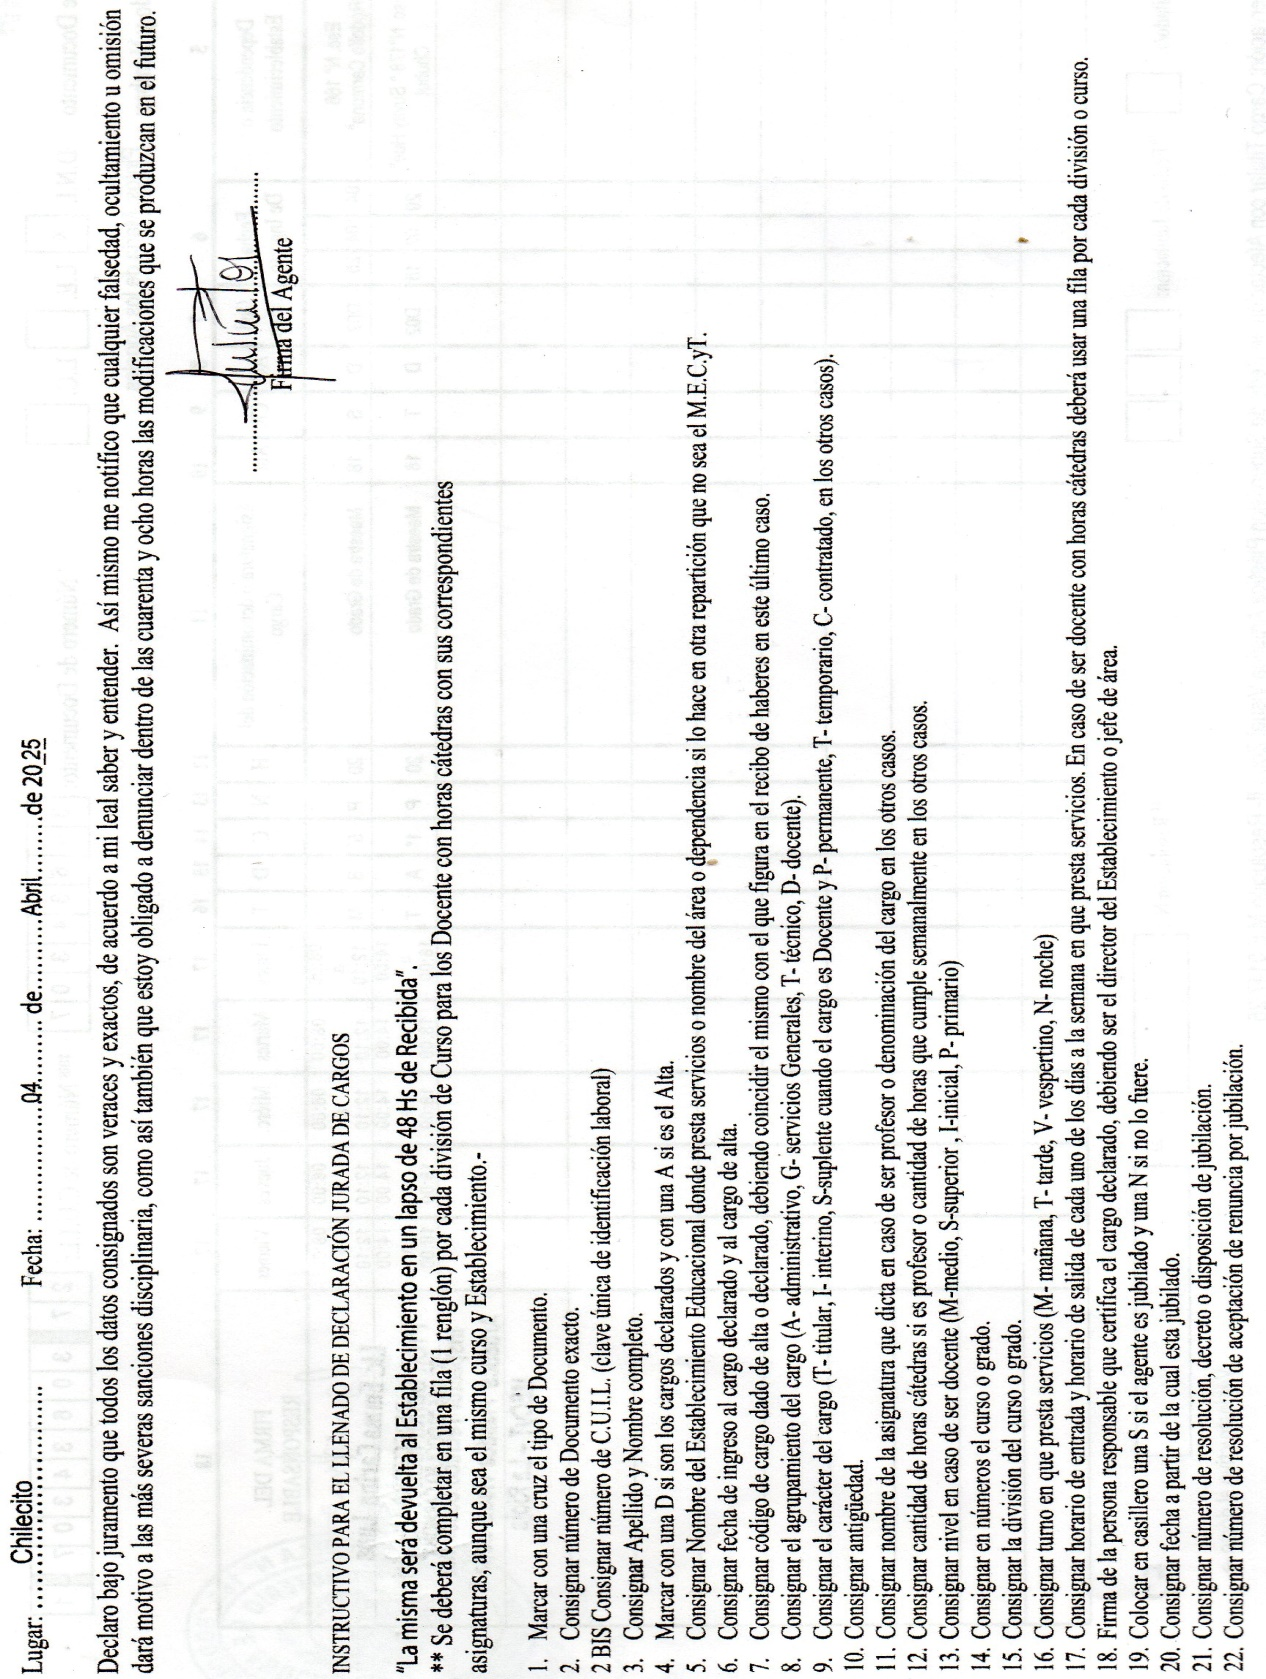 Lugar: ........Chilecito........................ Fecha: .....................04.......... de...........Abril........de 2025
Declaro bajo juramento que todos los datos consignados son veraces y exactos, de acuerdo a mi leal saber y entender. Así mismo me notifico que cualquier falsedad, ocultamiento u omisión
dará motivo a las más severas sanciones disciplinaria, como así también que estoy obligado a denunciar dentro de las cuarenta y ocho horas las modificaciones que se produzcan en el futuro.
Firma del Agente
INSTRUCTIVO PARA EL LLENADO DE DECLARACIÓN JURADA DE CARGOS
"La misma será devuelta al Establecimiento en un lapso de 48 Hs de Recibida".
** Se deberá completar en una fila (1 renglón) por cada división de Curso para los Docente con horas cátedras con sus correspondientes
asignaturas, aunque sea el mismo curso y Establecimiento.-
1. Marcar con una cruz el tipo de Documento.
2. Consignar número de Documento exacto.
2 BIS Consignar número de C.U.I.L. (clave única de identificación laboral)
3. Consignar Apellido y Nombre completo.
4. Marcar con una D si son los cargos declarados y con una A si es el Alta.
5. Consignar Nombre del Establecimiento Educacional donde presta servicios o nombre del área o dependencia si lo hace en otra repartición que no sea el M.E.C.yT.
6. Consignar fecha de ingreso al cargo declarado y al cargo de alta.
7. Consignar código de cargo dado de alta o declarado, debiendo coincidir el mismo con el que figura en el recibo de haberes en este último caso.
8. Consignar el agrupamiento del cargo (A- administrativo, G- servicios Generales, T- técnico, D- docente).
9. Consignar el carácter del cargo (T- titular, I- interino, S-suplente cuando el cargo es Docente y P- permanente, T- temporario, C- contratado, en los otros casos).
10. Consignar antigüedad.
11. Consignar nombre de la asignatura que dicta en caso de ser profesor o denominación del cargo en los otros casos.
12. Consignar cantidad de horas cátedras si es profesor o cantidad de horas que cumple semanalmente en los otros casos.
13. Consignar nivel en caso de ser docente (M-medio, S-superior , I-inicial, P- primario)
14. Consignar en números el curso o grado.
15. Consignar la división del curso o grado.
16. Consignar turno en que presta servicios (M- mañana, T- tarde, V- vespertino, N- noche)
17. Consignar horario de entrada y horario de salida de cada uno de los días a la semana en que presta servicios. En caso de ser docente con horas cátedras deberá usar una fila por cada división o curso.
18. Firma de la persona responsable que certifica el cargo declarado, debiendo ser el director del Establecimiento o jefe de área.
19. Colocar en casillero una S si el agente es jubilado y una N si no lo fuere.
20. Consignar fecha a partir de la cual esta jubilado.
21. Consignar número de resolución, decreto o disposición de jubilación.
22. Consignar número de resolución de aceptación de renuncia por jubilación.